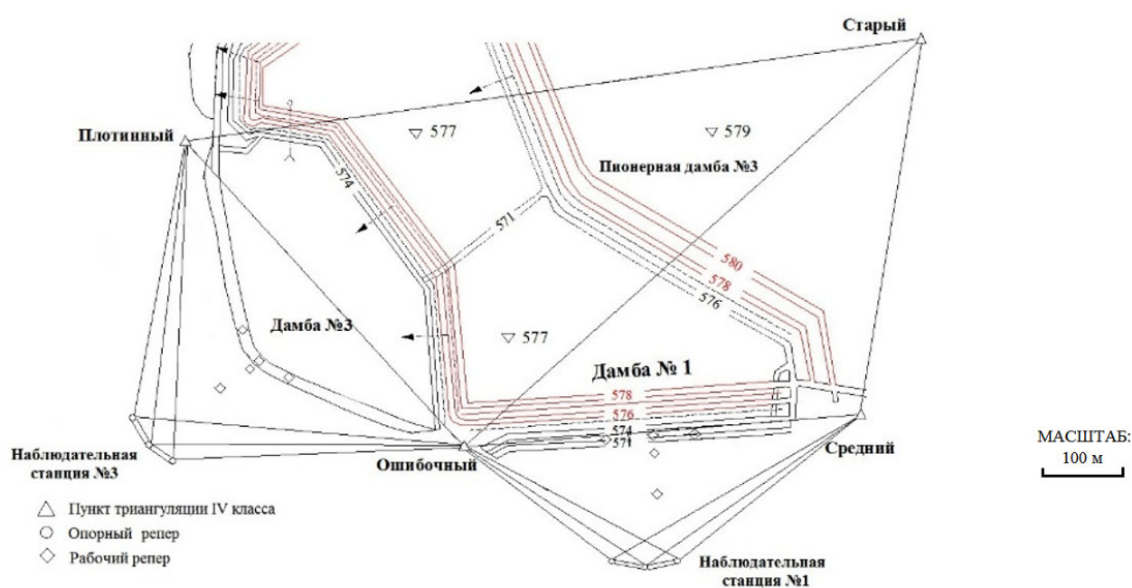 Старый
Плотинный
577
579
Пионерная дамба №3
574
571
580
578
576
Дамба №3
577
Дамба № 1
578
576
574
571
Средний
Ошибочный
Наблюдательная
станция №3
МАСШТАБ:
100 м
Пункт триангуляции IV класса
Опорный репер
Рабочий репер
Наблюдательная
станция №1